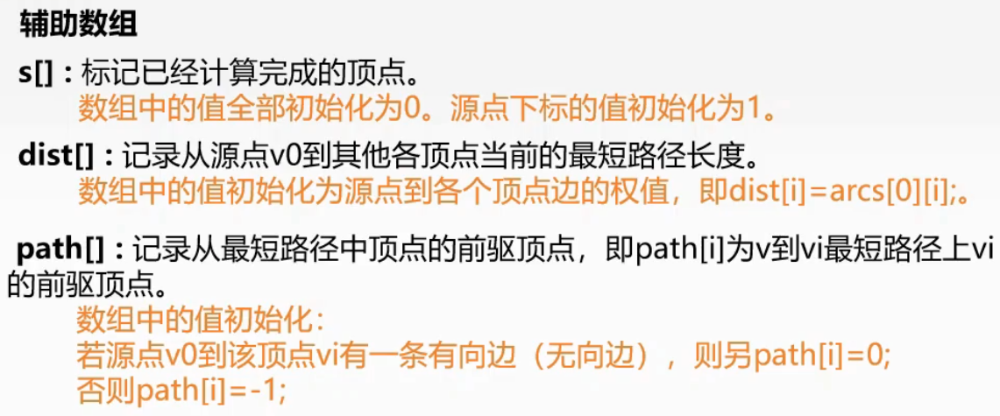 辅助数组
s[]：标记已经计算完成的顶点。
数组中的值全部初始化为0。源点下标的值初始化为1。
dist[]：记录从源点v0到其他各顶点当前的最短路径长度。
数组中的值初始化为源点到各个顶点边的权值，即dist[i]=arcs[0][i];。
path[]：记录从最短路径中顶点的前驱顶点，即path[i]为v到vi最短路径上vi
的前驱顶点。
数组中的值初始化：
若源点v0到该顶点vi有一条有向边（无向边），则另path[i]=0;
否则path[i]=-1;